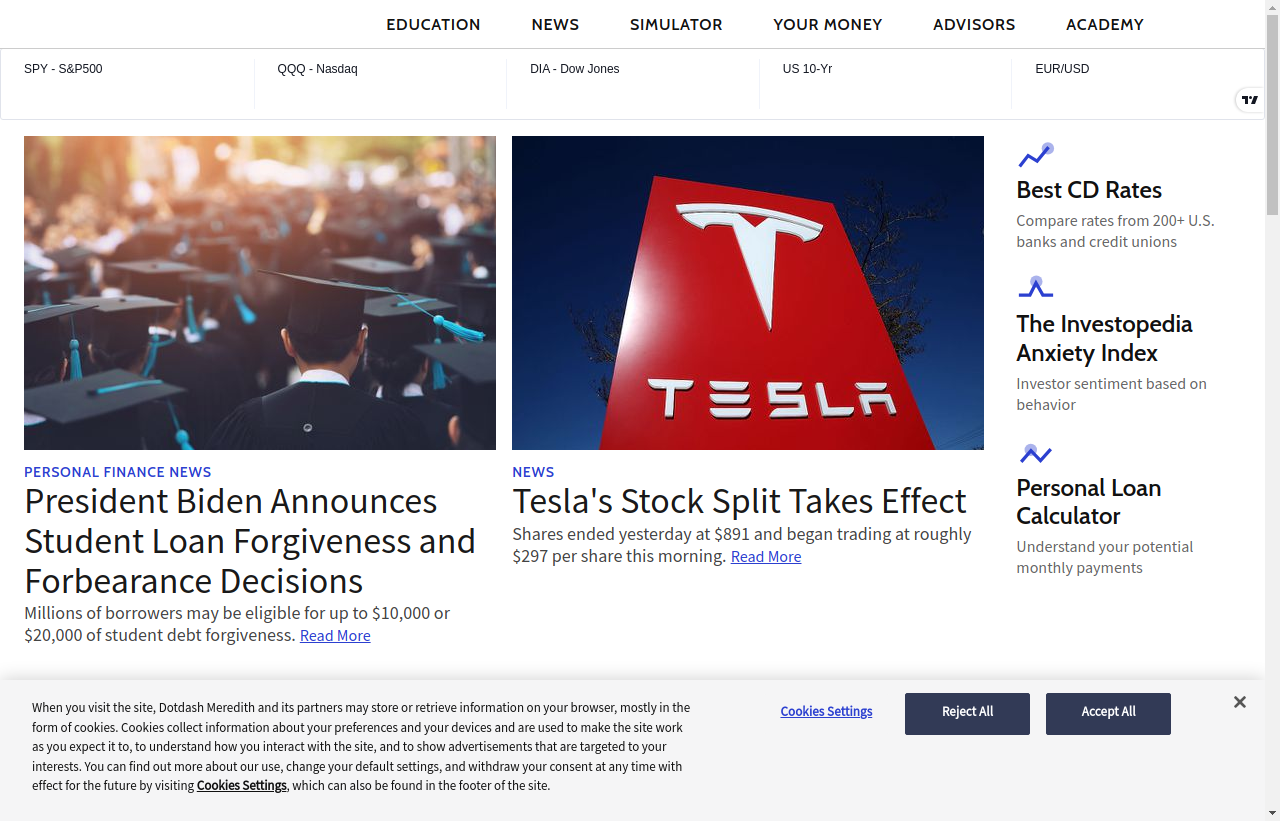 EDUCATION NEWS SIMULATOR YOUR MONEY ADVISORS ACADEMY
SPY - S&P500
QQQ - Nasdaq
DIA - Dow Jones
US 10-Yr
EUR/USD
TESLA
PERSONAL FINANCE NEWS
President Biden Announces
Student Loan Forgiveness and
Forbearance Decisions
Millions of borrowers may be eligible for up to $10,000 or
$20,000 of student debt forgiveness. Read More
NEWS
Tesla's Stock Split Takes Effect
Shares ended yesterday at $891 and began trading at roughly
$297 per share this morning. Read More
Best CD Rates
Compare rates from 200+ U.S.
banks and credit unions
The Investopedia
Anxiety Index
Investor sentiment based on
behavior
Personal Loan
Calculator
Understand your potential
monthly payments
When you visit the site, Dotdash Meredith and its partners may store or retrieve information on your browser, mostly in the
form of cookies. Cookies collect information about your preferences and your devices and are used to make the site work
as you expect it to, to understand how you interact with the site, and to show advertisements that are targeted to your
interests. You can find out more about our use, change your default settings, and withdraw your consent at any time with
effect for the future by visiting Cookies Settings, which can also be found in the footer of the site.
Cookies Settings
Reject All
Accept All